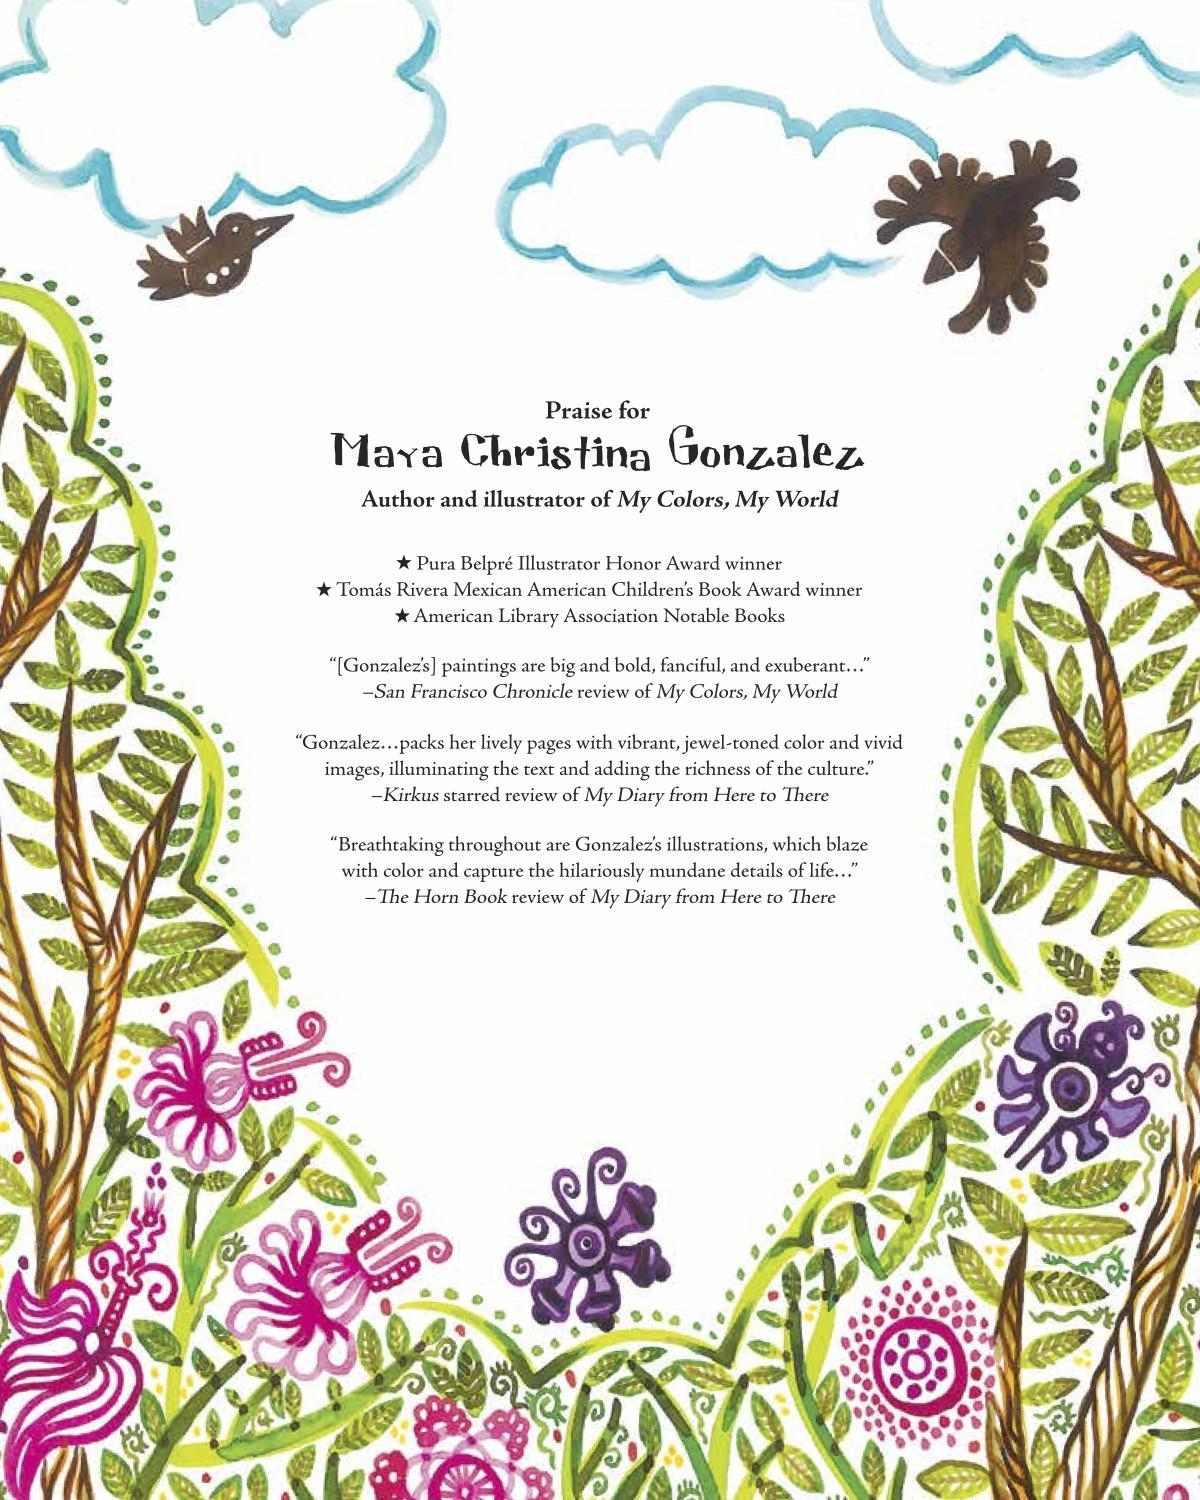 Praise for
Maya Christina Gonzalez
Author and illustrator of My Colors, My World
★ Pura Belpré Illustrator Honor Award winner
★ Tomás Rivera Mexican American Children’s Book Award winner
★ American Library Association Notable Books
“[Gonzalez’s] paintings are big and bold, fanciful, and exuberant…”
–San Francisco Chronicle review of My Colors, My World
“Gonzalez…packs her lively pages with vibrant, jewel-toned color and vivid
images, illuminating the text and adding the richness of the culture.”
–Kirkus starred review of My Diary from Here to There
“Breathtaking throughout are Gonzalez’s illustrations, which blaze
with color and capture the hilariously mundane details of life…”
–The Horn Book review of My Diary from Here to There